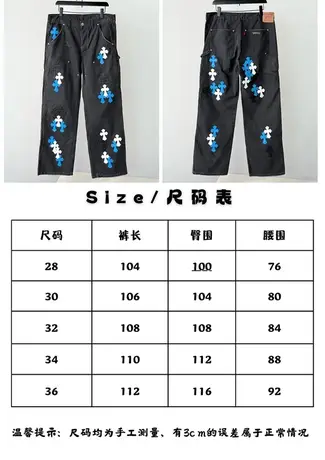 Size/尺码表
尺码 裤长 臀围 腰围
28 104 100 76
30 106 104 80
32 108 108 84
34 110 112 88
36 112 116 92
温馨提示：尺码均为手工测量、有3cm的误差属于正常情况